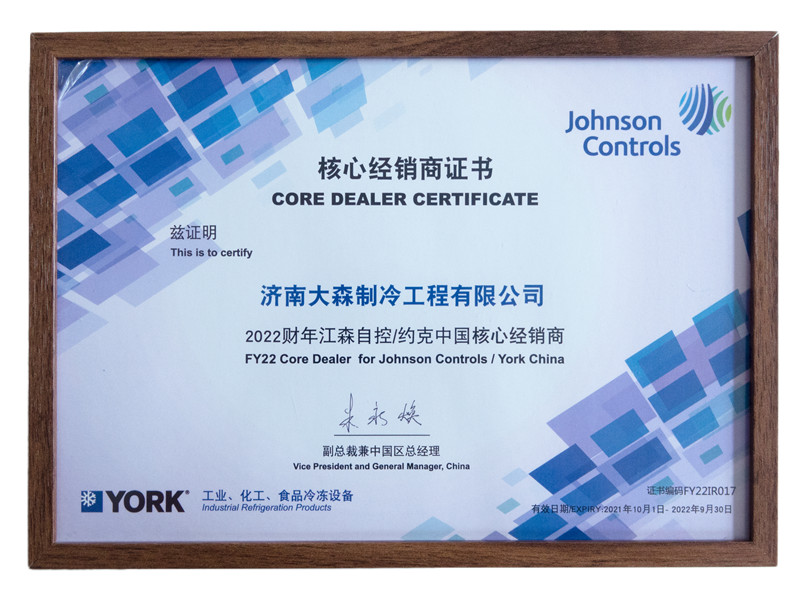 Johnson
Controls
核心经销商证书
CORE DEALER CERTIFICATE
兹证明
This is to certify
济南大森制冷工程有限公司
2022财年江森自控/约克中国核心经销商
FY22 Core Dealer for Johnson Controls / York China
副总裁兼中国区总经理
Vice President and General Manager, China
YORK®
工业、化工、食品冷冻设备
Industrial Refrigeration Products
证书编码FY22IR017
有效日期/EXPIRY:2021年10月1日- 2022年9月30日